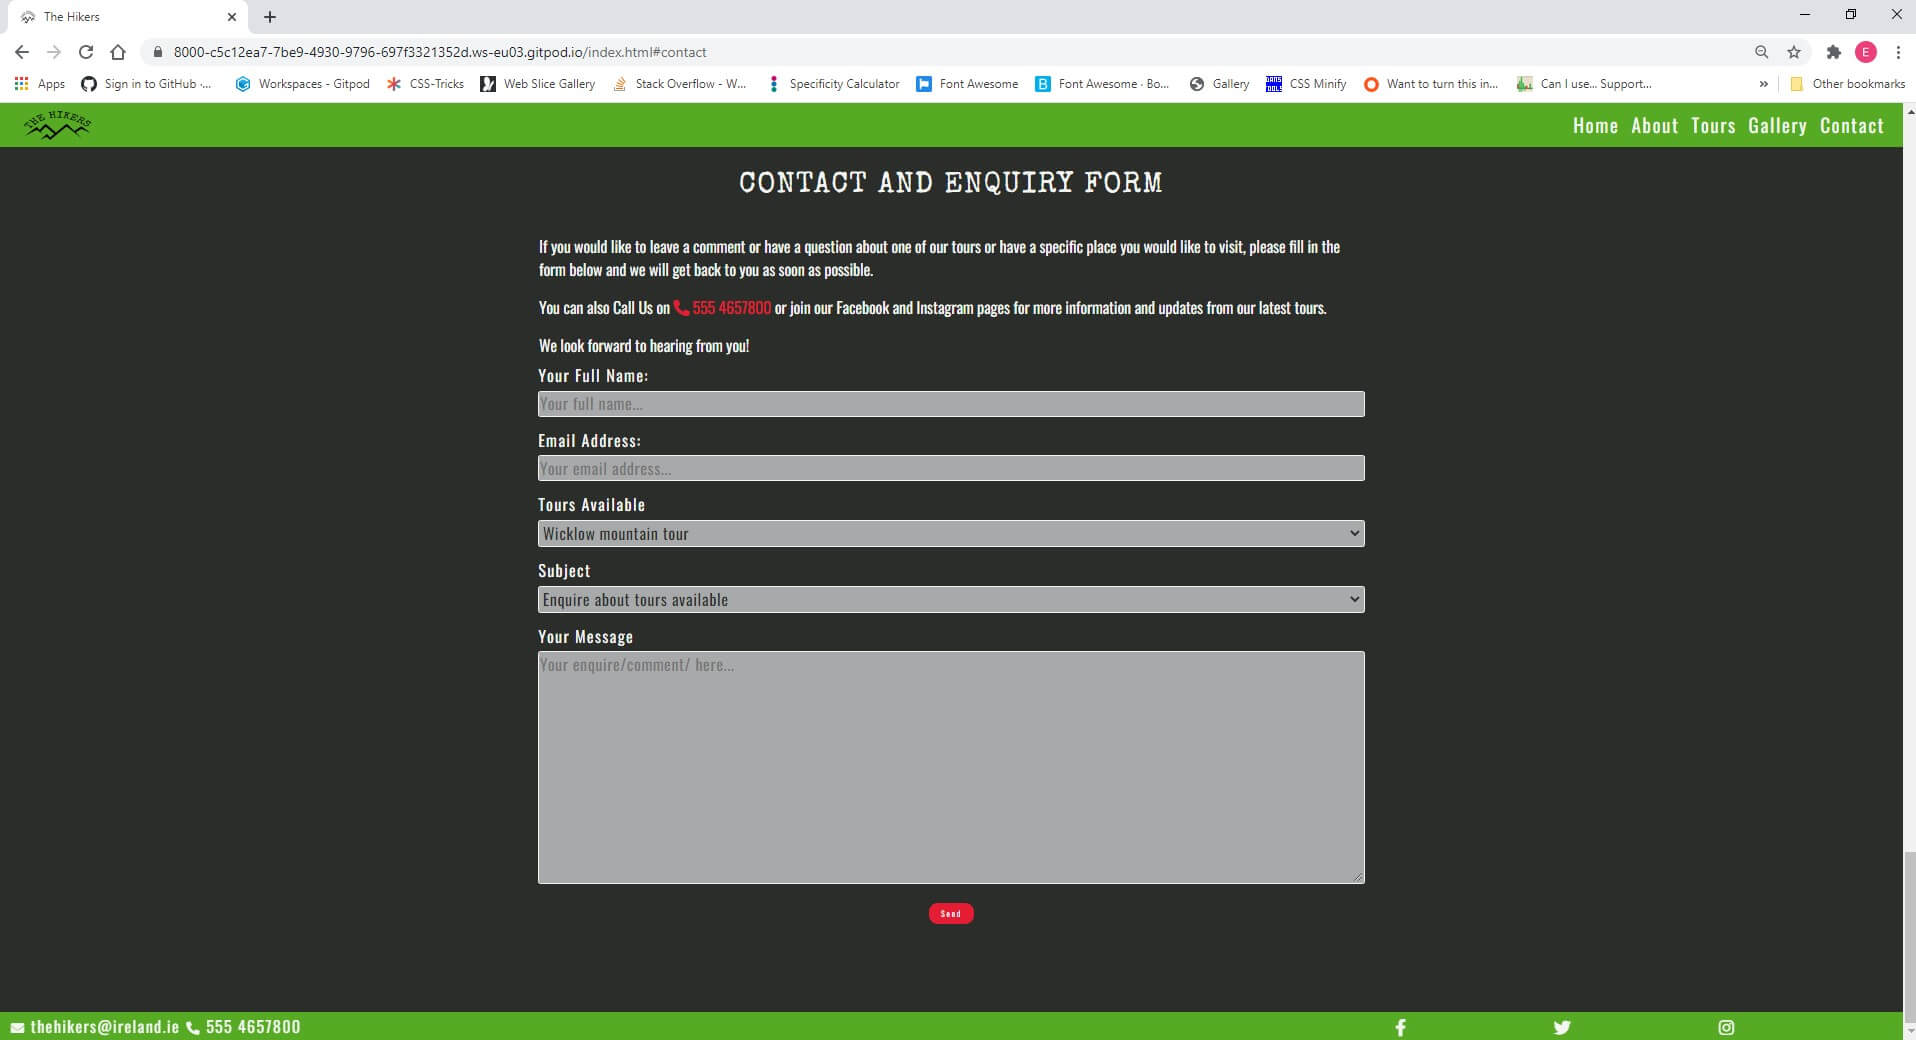 The Hikers
8000-c5c12ea7-7be9-4930-9796-697f3321352d.ws-eu03.gitpod.io/index.html#contact
E
Apps Sign in to GitHub ·... Workspaces - Gitpod CSS-Tricks Web Slice Gallery Stack Overflow - W... Specificity Calculator Font Awesome B Font Awesome · Bo... Gallery CSS Minify Want to turn this in... Can I use... Support... » Other bookmarks
THE HIKERS
Home About Tours Gallery Contact
CONTACT AND ENQUIRY FORM
If you would like to leave a comment or have a question about one of our tours or have a specific place you would like to visit, please fill in the
form below and we will get back to you as soon as possible.
You can also Call Us on 555 4657800 or join our Facebook and Instagram pages for more information and updates from our latest tours.
We look forward to hearing from you!
Your Full Name:
Your full name...
Email Address:
Your email address...
Tours Available
Wicklow mountain tour
Subject
Enquire about tours available
Your Message
Your enquire/comment/ here...
Send
thehikers@ireland.ie 555 4657800